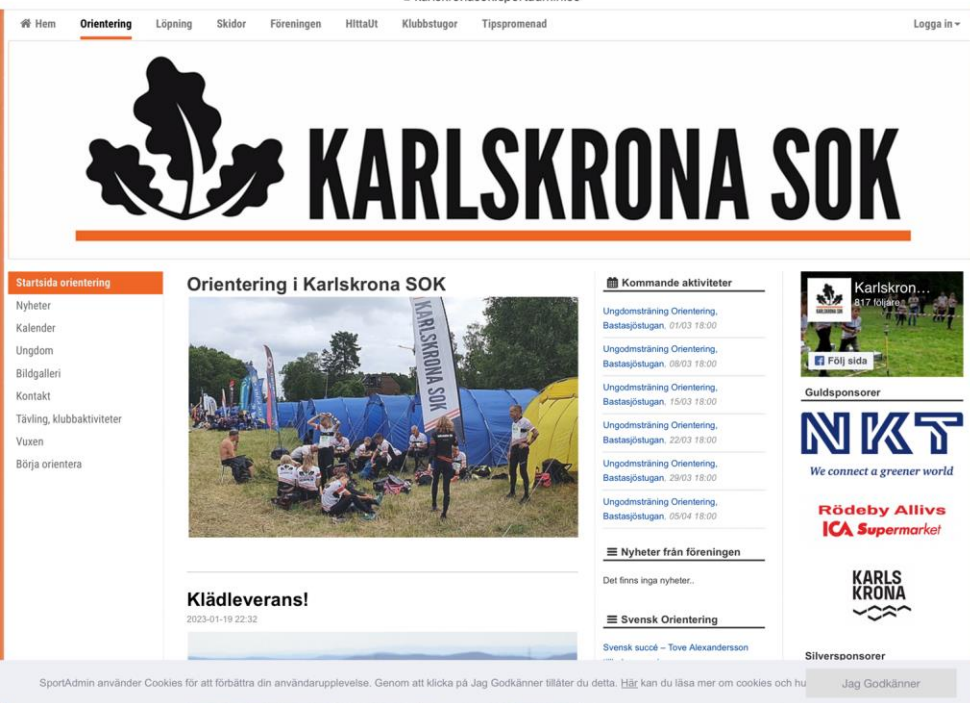 Hem Orientering Löpning Skidor Föreningen HIttaUt Klubbstugor Tipspromenad Logga in
KARLSKRONA SOK
Startsida orientering
Nyheter
Kalender
Ungdom
Bildgalleri
Kontakt
Tävling, klubbaktiviteter
Vuxen
Börja orientera
Orientering i Karlskrona SOK
KARLSKRONA SOK
Klädleverans!
2023-01-19 22:32
Kommande aktiviteter
Ungdomsträning Orientering,
Bastasjöstugan, 01/03 18:00
Ungodmsträning Orientering,
Bastasjöstugan, 08/03 18:00
Ungodmsträning Orientering,
Bastasjöstugan, 15/03 18:00
Ungodmsträning Orientering,
Bastasjöstugan, 22/03 18:00
Ungodmsträning Orientering,
Bastasjöstugan, 29/03 18:00
Ungodmsträning Orientering,
Bastasjöstugan, 05/04 18:00
Nyheter från föreningen
Det finns inga nyheter..
Svensk Orientering
Svensk succé – Tove Alexandersson
Karlskron...
817 följare
KARLSKRONA SOK
Följ sida
Guldsponsorer
NKT
We connect a greener world
Rödeby Allivs
ICA Supermarket
KARLS
KRONA
Silversponsorer
SportAdmin använder Cookies för att förbättra din användarupplevelse. Genom att klicka på Jag Godkänner tillåter du detta. Här kan du läsa mer om cookies och hu
Jag Godkänner